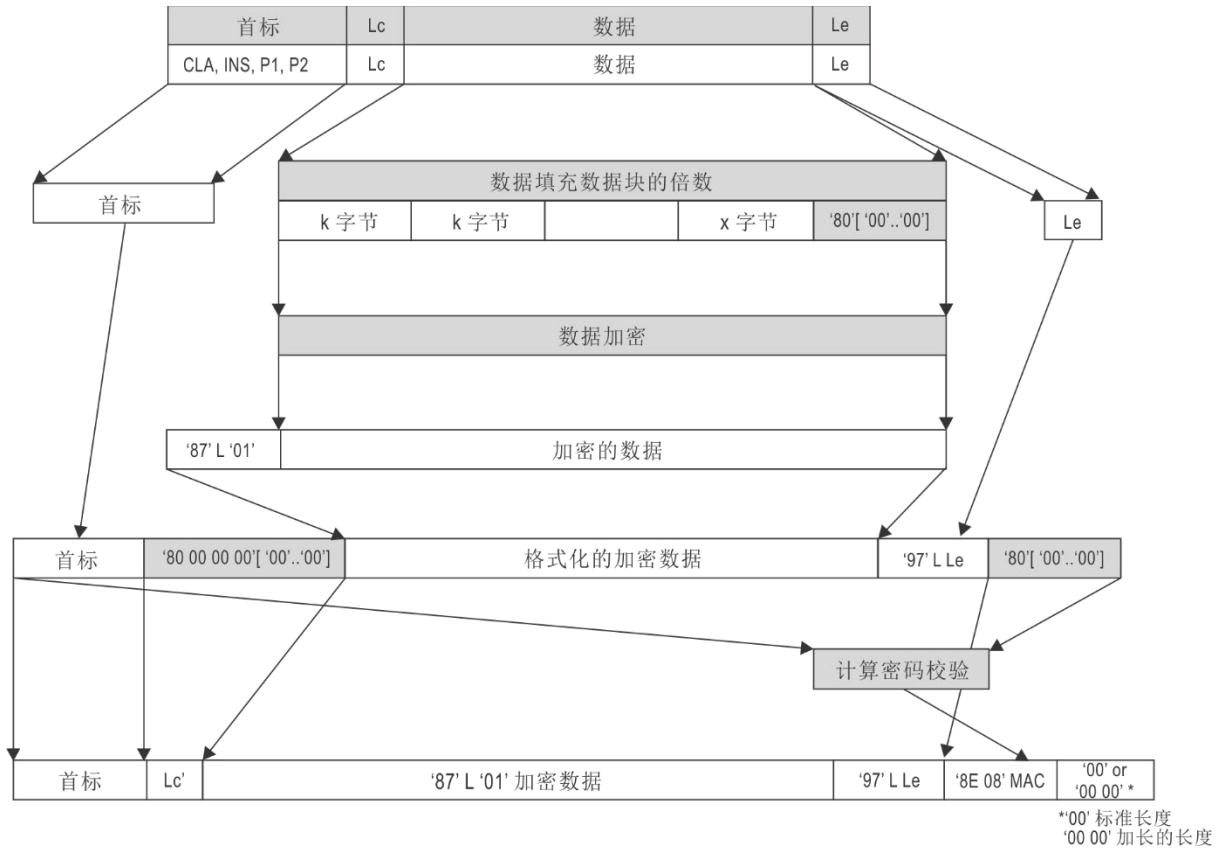 首标 Lc 数据 Le
CLA, INS, P1, P2 Lc 数据 Le
数据填充数据块的倍数
首标
k 字节 k 字节 x 字节 ‘80’[ ‘00’..‘00’]
Le
数据加密
‘87’ L ‘01’ 加密的数据
首标 ‘80 00 00 00’[ ‘00’..‘00’] 格式化的加密数据 ‘97’ L Le ‘80’[ ‘00’..‘00’]
计算密码校验
首标 Lc’ ‘87’ L ‘01’ 加密数据 ‘97’ L Le ‘8E 08’ MAC ‘00’ or
‘00 00’ *
*‘00’ 标准长度
‘00 00’ 加长的长度